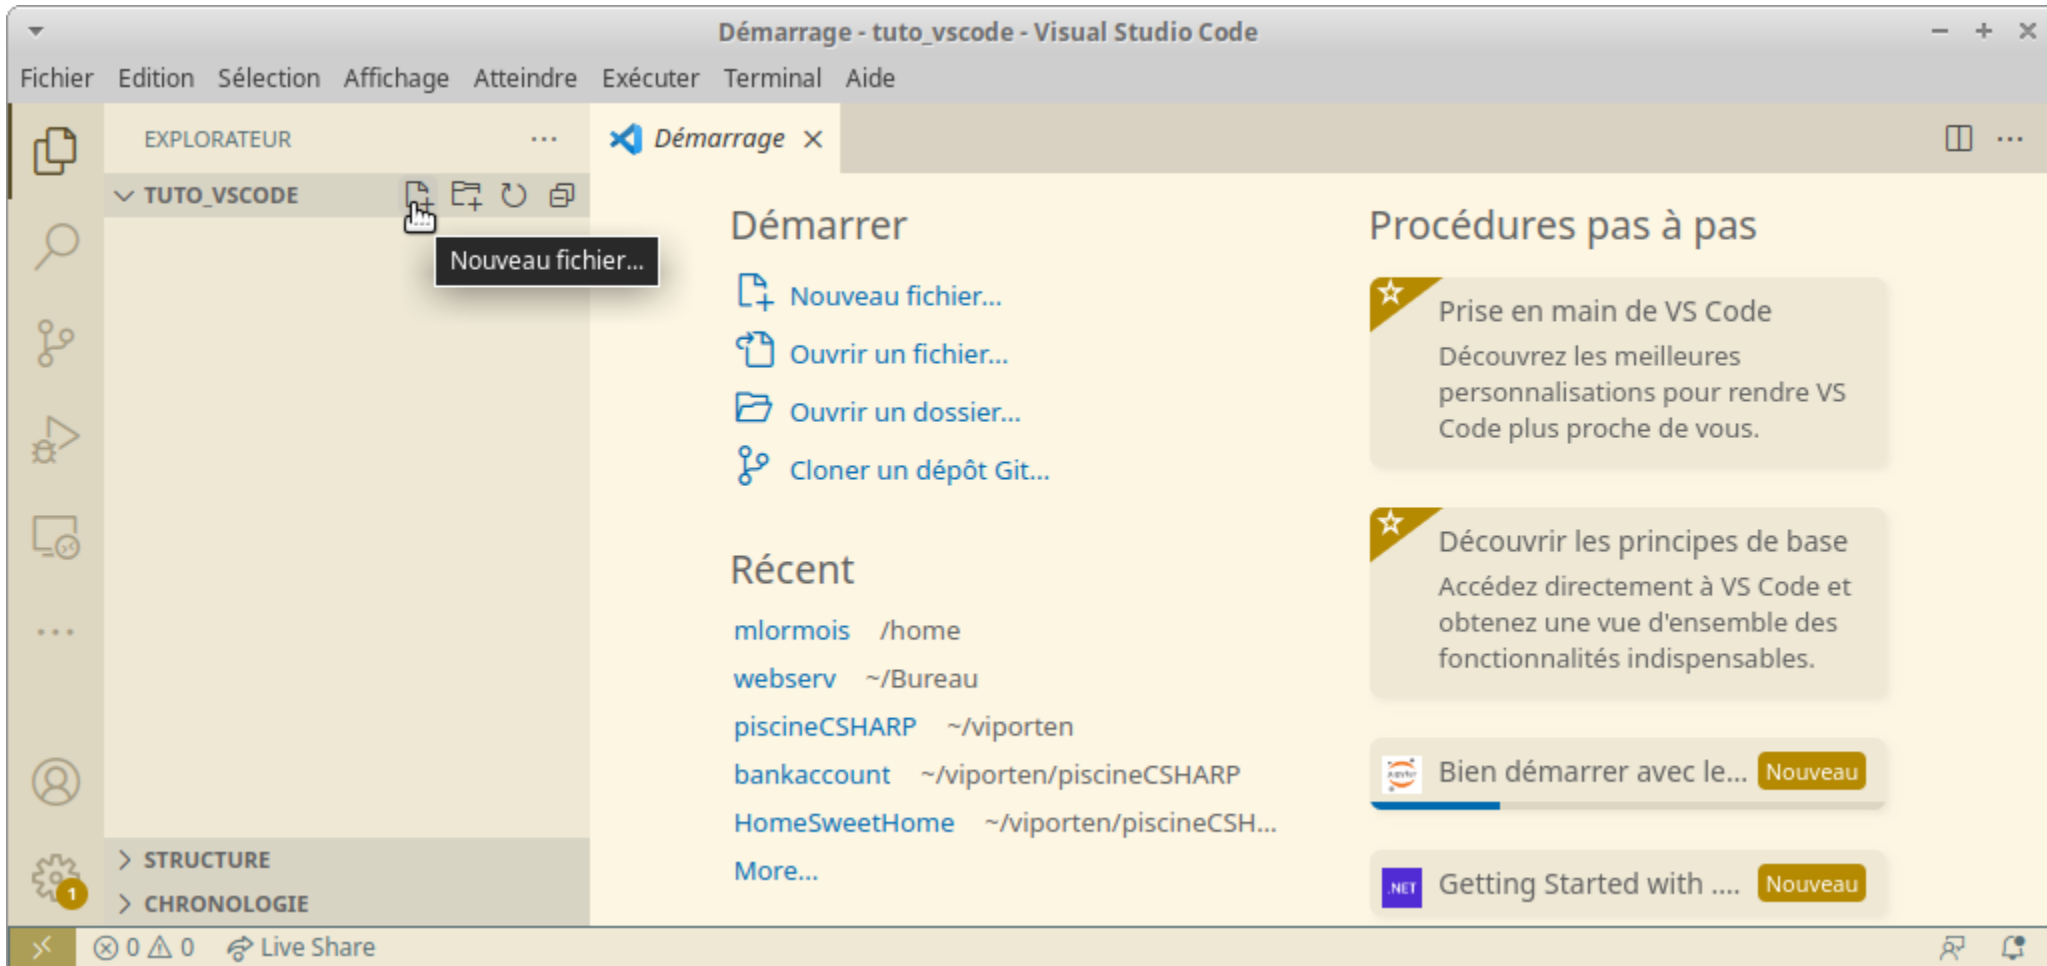 Démarrage - tuto_vscode - Visual Studio Code
Fichier Edition Sélection Affichage Atteindre Exécuter Terminal Aide
EXPLORATEUR
Démarrage
TUTO_VSCODE
Nouveau fichier...
Démarrer
Nouveau fichier...
Ouvrir un fichier...
Ouvrir un dossier...
Cloner un dépôt Git...
Récent
mlormois /home
webserv ~/Bureau
piscineCSHARP ~/viporten
bankaccount ~/viporten/piscineCSHARP
HomeSweetHome ~/viporten/piscineCSH...
More...
Procédures pas à pas
Prise en main de VS Code
Découvrez les meilleures
personnalisations pour rendre VS
Code plus proche de vous.
Découvrir les principes de base
Accédez directement à VS Code et
obtenez une vue d'ensemble des
fonctionnalités indispensables.
Bien démarrer avec le... Nouveau
.NET Getting Started with .... Nouveau
STRUCTURE
CHRONOLOGIE
1
0 0 Live Share